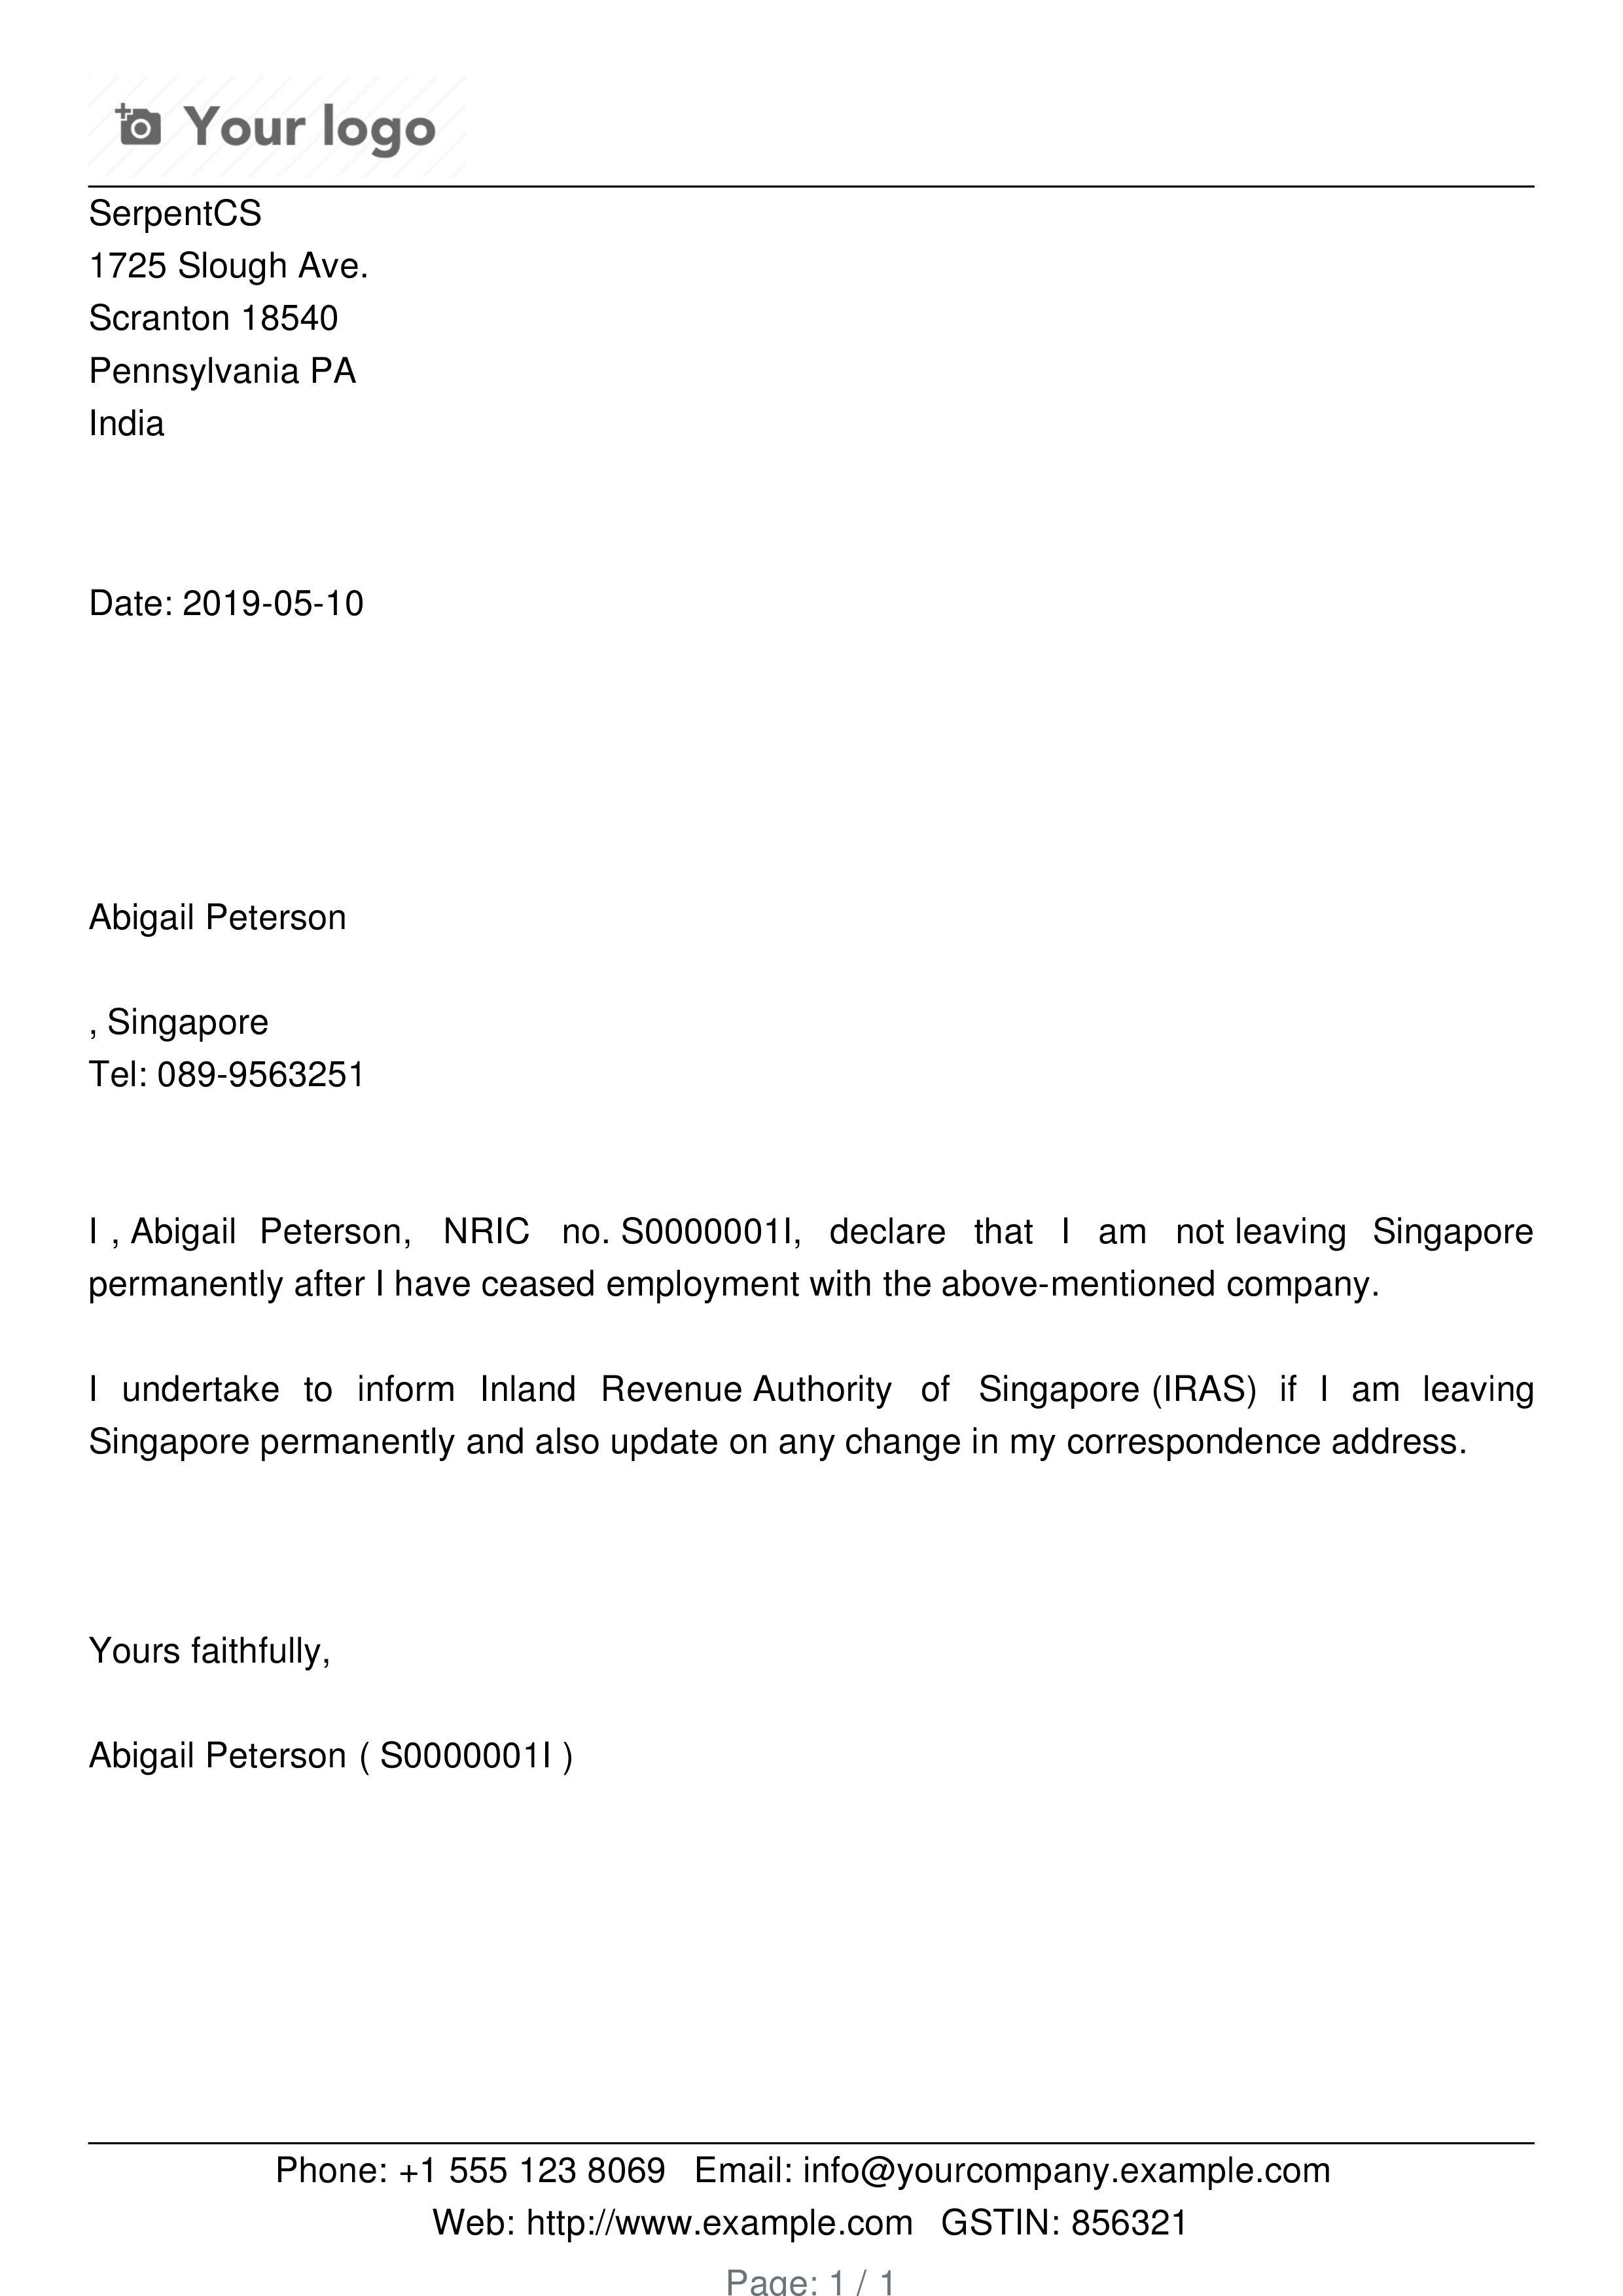 Your logo
SerpentCS
1725 Slough Ave.
Scranton 18540
Pennsylvania PA
India
Date: 2019-05-10
Abigail Peterson
, Singapore
Tel: 089-9563251
I , Abigail Peterson, NRIC no. S0000001I, declare that I am not leaving Singapore
permanently after I have ceased employment with the above-mentioned company.
I undertake to inform Inland Revenue Authority of Singapore (IRAS) if I am leaving
Singapore permanently and also update on any change in my correspondence address.
Yours faithfully,
Abigail Peterson ( S0000001I )
Phone: +1 555 123 8069 Email: info@yourcompany.example.com
Web: http://www.example.com GSTIN: 856321
Page: 1 / 1